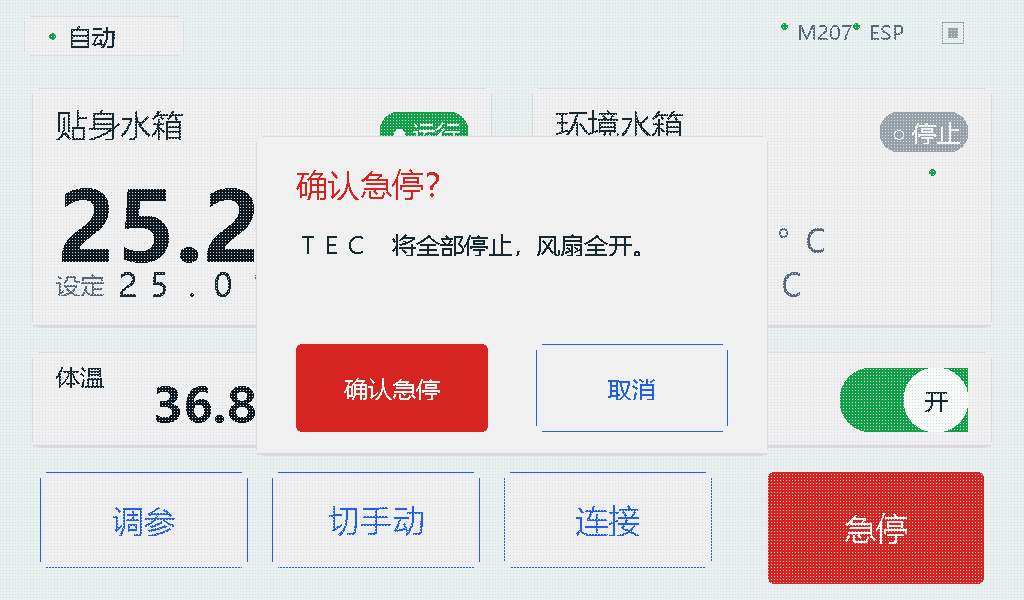 自动
M207 ESP
贴身水箱
运行
环境水箱
停止
25.2
°C
设定 25.0
C
确认急停?
TEC 将全部停止，风扇全开。
确认急停
取消
体温
36.8
开
调参
切手动
连接
急停